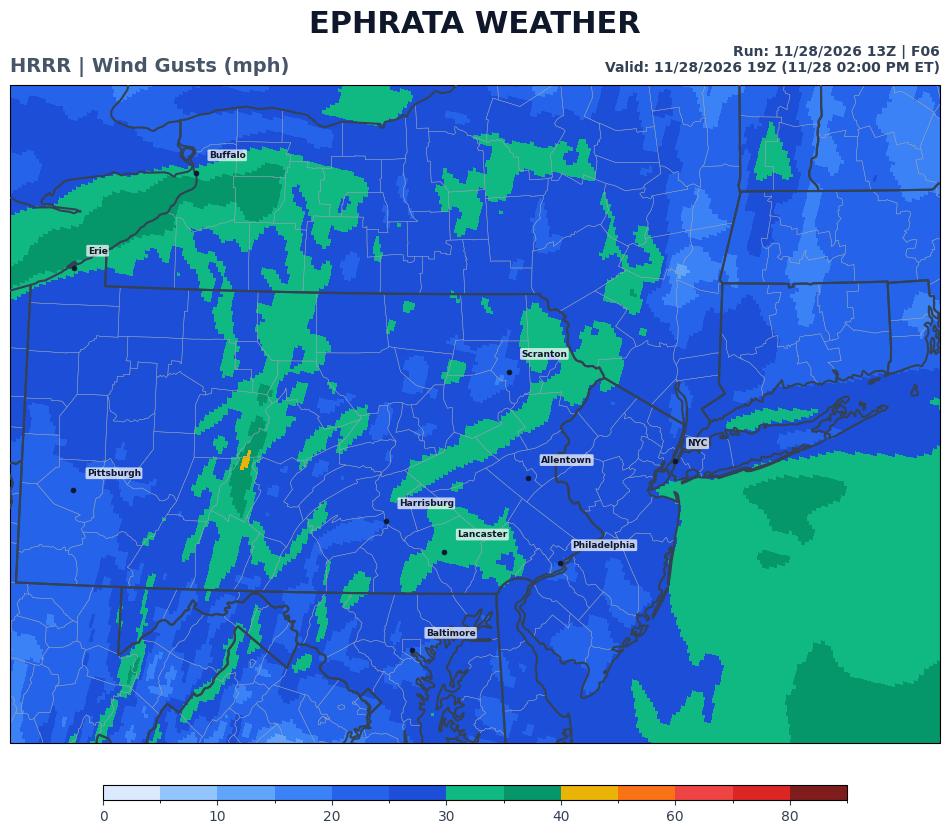 EPHRATA WEATHER
HRRR | Wind Gusts (mph)
Run: 11/28/2026 13Z | F06
Valid: 11/28/2026 19Z (11/28 02:00 PM ET)
Buffalo
Erie
Scranton
NYC
Allentown
Pittsburgh
Harrisburg
Lancaster
Philadelphia
Baltimore
0 10 20 30 40 50 60 70 80